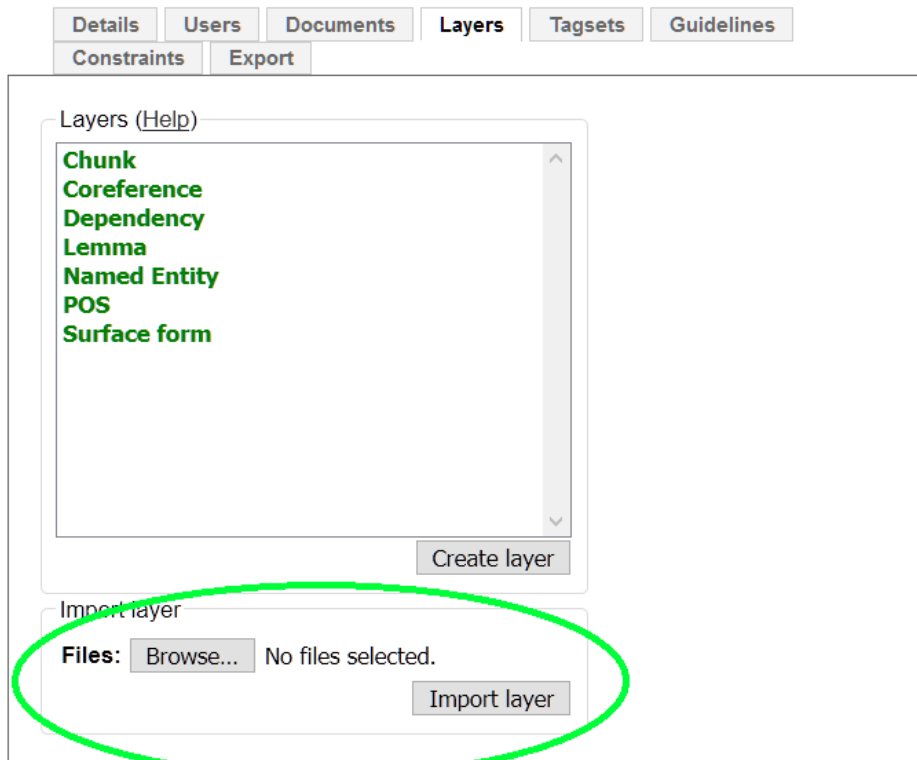 Details Users Documents Layers Tagsets Guidelines
Constraints Export
Layers (Help)
Chunk
Coreference
Dependency
Lemma
Named Entity
POS
Surface form
Create layer
Import layer
Files: Browse... No files selected.
Import layer